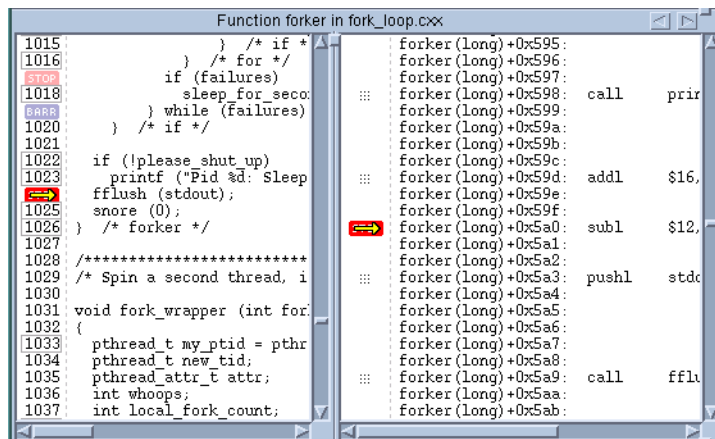 Function forker in fork_loop.cxx
1015 } /* if *
1016 } /* for */
STOP if (failures)
1018 sleep_for_seco
BARR } while (failures)
1020 } /* if */
1021
1022 if (!please_shut_up)
1023 printf ("Pid %d: Sleep
fflush (stdout);
1025 snore (0);
1026 } /* forker */
1027
1028 /***************************
1029 /* Spin a second thread, i
1030
1031 void fork_wrapper (int for
1032 {
1033 pthread_t my_ptid = pthr
1034 pthread_t new_tid;
1035 pthread_attr_t attr;
1036 int whoops;
1037 int local_fork_count;
forker(long)+0x595:
forker(long)+0x596:
forker(long)+0x597:
forker(long)+0x598: call prin
forker(long)+0x599:
forker(long)+0x59a:
forker(long)+0x59b:
forker(long)+0x59c:
forker(long)+0x59d: addl $16,
forker(long)+0x59e:
forker(long)+0x59f:
forker(long)+0x5a0: subl $12,
forker(long)+0x5a1:
forker(long)+0x5a2:
forker(long)+0x5a3: pushl stdo
forker(long)+0x5a4:
forker(long)+0x5a5:
forker(long)+0x5a6:
forker(long)+0x5a7:
forker(long)+0x5a8:
forker(long)+0x5a9: call fflu
forker(long)+0x5aa:
forker(long)+0x5ab: